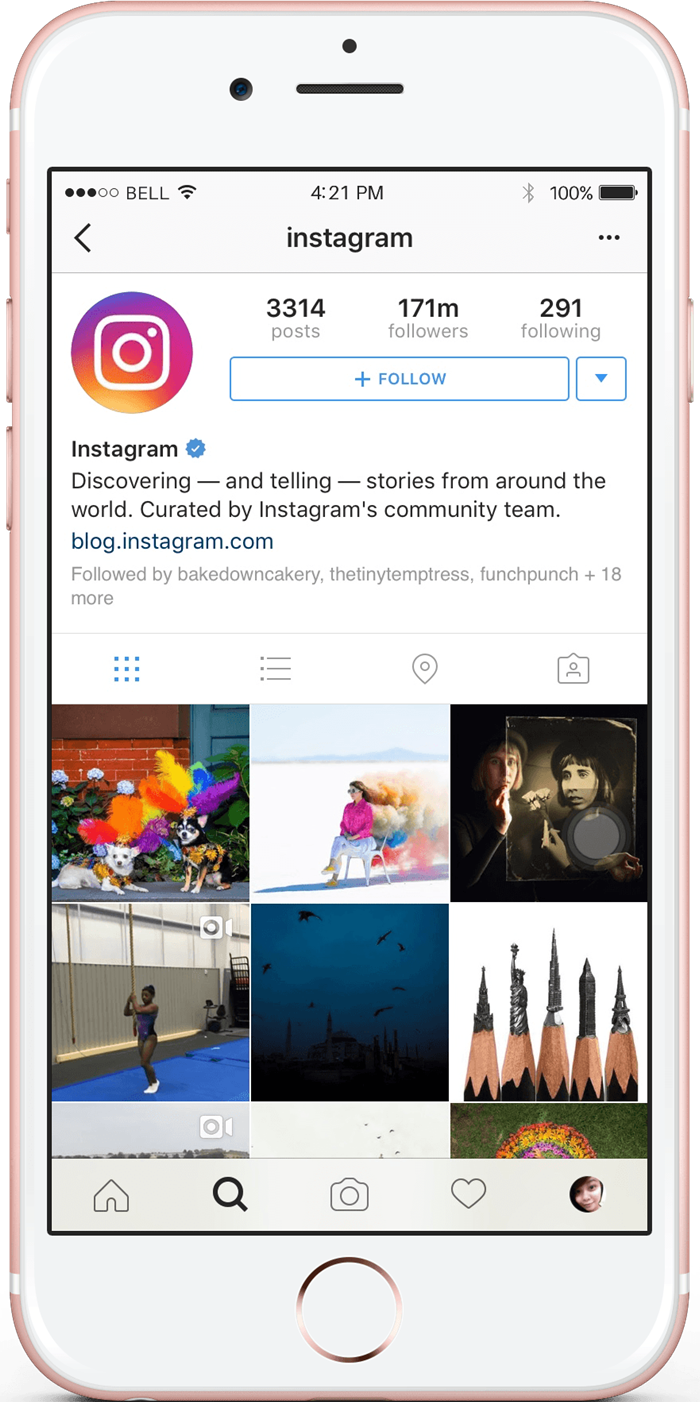 BELL 4:21 PM 100%
instagram
3314 171m 291
posts followers following
+ FOLLOW
Instagram
Discovering — and telling — stories from around the
world. Curated by Instagram's community team.
blog.instagram.com
Followed by bakedowncakery, thetinytemptress, funchpunch + 18
more